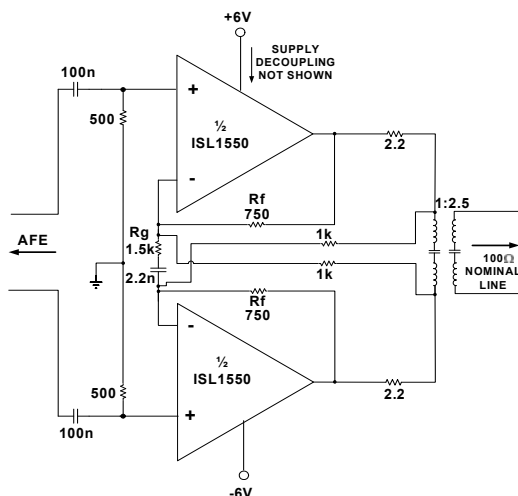 +6V
SUPPLY
DECOUPLING
NOT SHOWN
100n
+
500
½
ISL1550
2.2
-
Rf
750
1:2.5
AFE
Rg
1.5k
1k
2.2n
1k
100Ω
NOMINAL
LINE
Rf
750
-
½
ISL1550
500
2.2
+
100n
-6V